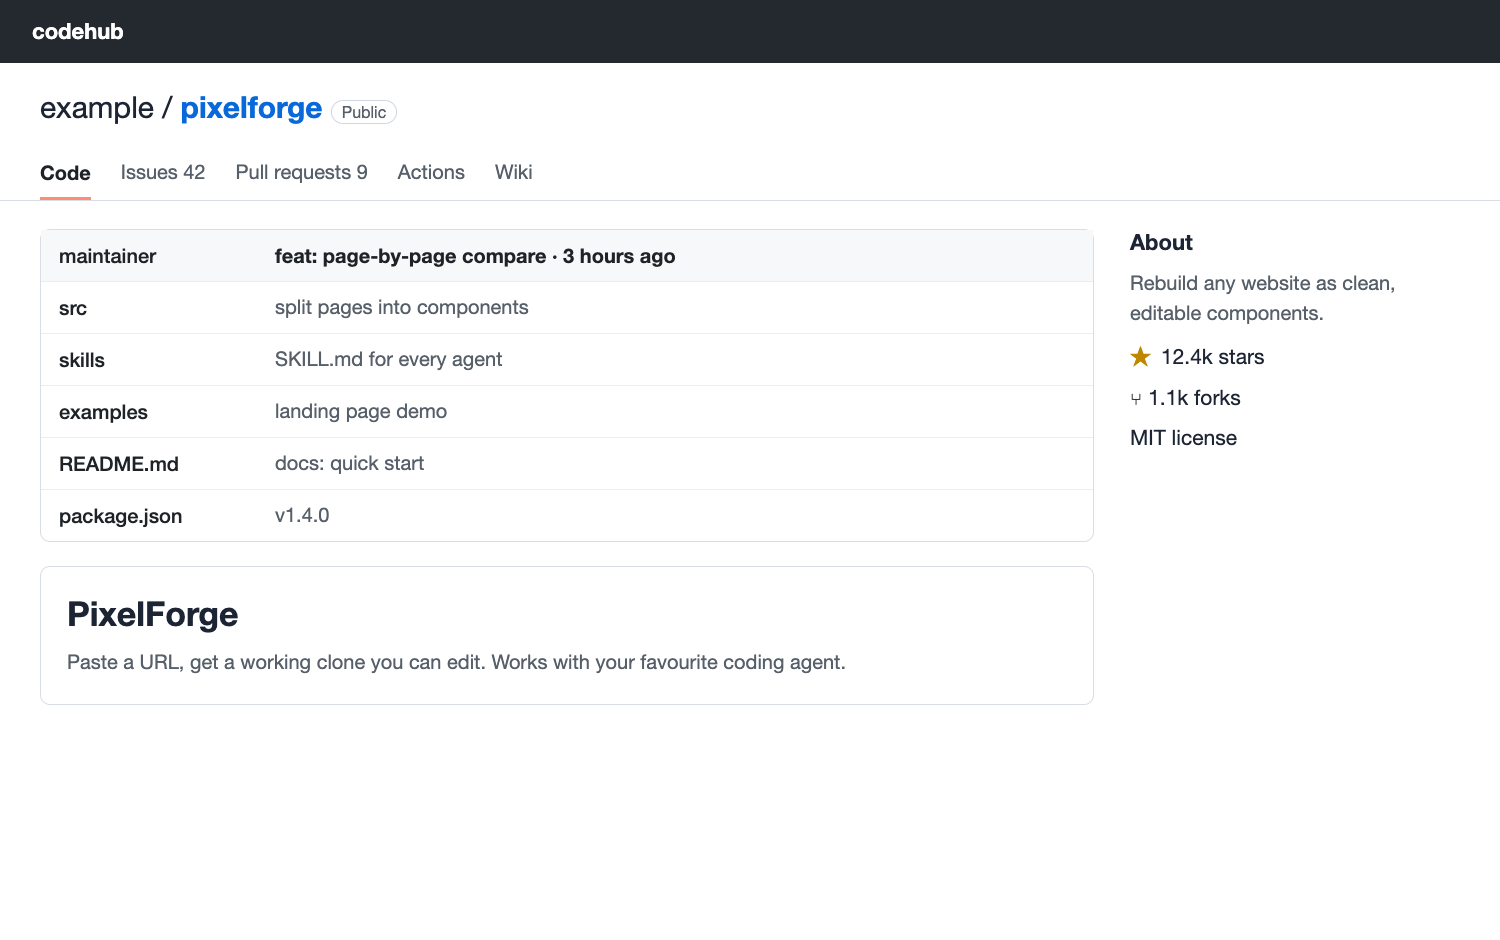 codehub
example / pixelforge Public
Code Issues 42 Pull requests 9 Actions Wiki
maintainer feat: page-by-page compare · 3 hours ago
src split pages into components
skills SKILL.md for every agent
examples landing page demo
README.md docs: quick start
package.json v1.4.0
PixelForge
Paste a URL, get a working clone you can edit. Works with your favourite coding agent.
About
Rebuild any website as clean,
editable components.
★ 12.4k stars
⑂ 1.1k forks
MIT license